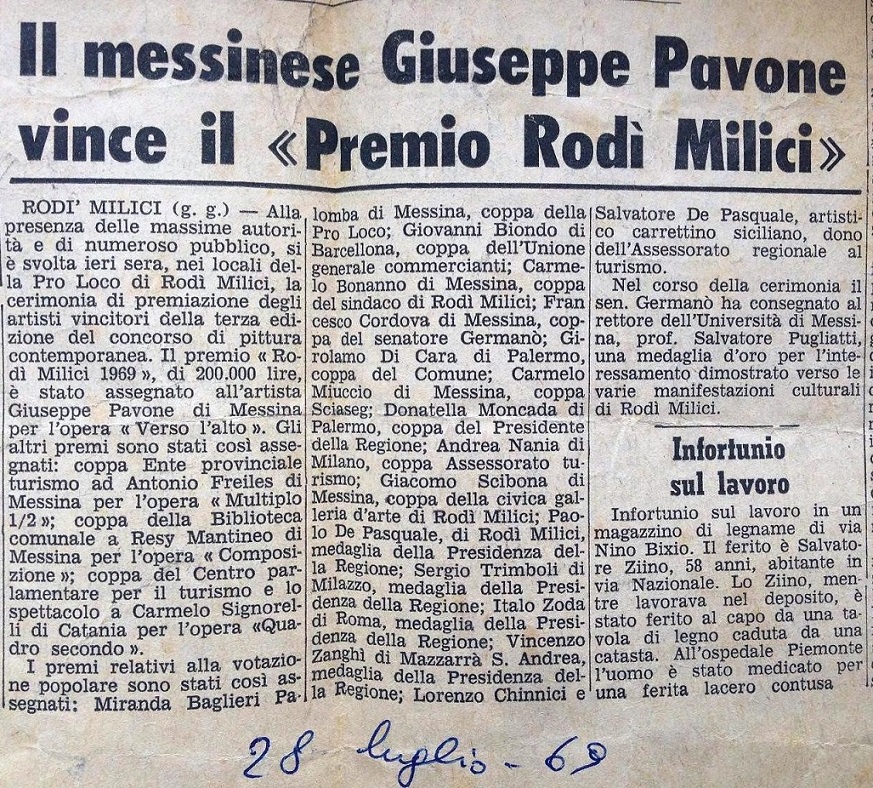 Il messinese Giuseppe Pavone
vince il «Premio Rodì Milici»
RODI' MILICI (g. g.) — Alla
presenza delle massime autori-
tà e di numeroso pubblico, si
è svolta ieri sera, nei locali del-
la Pro Loco di Rodì Milici, la
cerimonia di premiazione degli
artisti vincitori della terza edi-
zione del concorso di pittura
contemporanea. Il premio « Ro-
dì Milici 1969 », di 200.000 lire,
è stato assegnato all'artista
Giuseppe Pavone di Messina
per l'opera « Verso l'alto ». Gli
altri premi sono stati così asse-
gnati: coppa Ente provinciale
turismo ad Antonio Freiles di
Messina per l'opera « Multiplo
1/2 »; coppa della Biblioteca
comunale a Resy Mantineo di
Messina per l'opera « Composi-
zione »; coppa del Centro par-
lamentare per il turismo e lo
spettacolo a Carmelo Signorel-
li di Catania per l'opera «Qua-
dro secondo ».
I premi relativi alla votazio-
ne popolare sono stati così as-
segnati: Miranda Baglieri Pa-
lomba di Messina, coppa della
Pro Loco; Giovanni Biondo di
Barcellona, coppa dell'Unione
generale commercianti; Carme-
lo Bonanno di Messina, coppa
del sindaco di Rodì Milici; Fran
cesco Cordova di Messina, cop-
pa del senatore Germanò; Gi-
rolamo Di Cara di Palermo,
coppa del Comune; Carmelo
Miuccio di Messina, coppa
Sciaseg; Donatella Moncada di
Palermo, coppa del Presidente
della Regione; Andrea Nania di
Milano, coppa Assessorato tu-
rismo; Giacomo Scibona di
Messina, coppa della civica gal-
leria d'arte di Rodì Milici; Pao-
lo De Pasquale, di Rodì Milici,
medaglia della Presidenza del-
la Regione; Sergio Trimboli di
Milazzo, medaglia della Presi-
denza della Regione; Italo Zoda
di Roma, medaglia della Presi-
denza della Regione; Vincenzo
Zanghì di Mazzarrà S. Andrea,
medaglia della Presidenza del-
la Regione; Lorenzo Chinnici e
Salvatore De Pasquale, artisti-
co carrettino siciliano, dono
dell'Assessorato regionale al
turismo.
Nel corso della cerimonia il
sen. Germanò ha consegnato al
rettore dell'Università di Messi-
na, prof. Salvatore Pugliatti,
una medaglia d'oro per l'inte-
ressamento dimostrato verso le
varie manifestazioni culturali
di Rodì Milici.
Infortunio
sul lavoro
Infortunio sul lavoro in un
magazzino di legname di via
Nino Bixio. Il ferito è Salvato-
re Ziino, 58 anni, abitante in
via Nazionale. Lo Ziino, men-
tre lavorava nel deposito, è
stato ferito al capo da una ta-
vola di legno caduta da una
catasta. All'ospedale Piemonte
l'uomo è stato medicato per
una ferita lacero contusa
28 luglio - 69